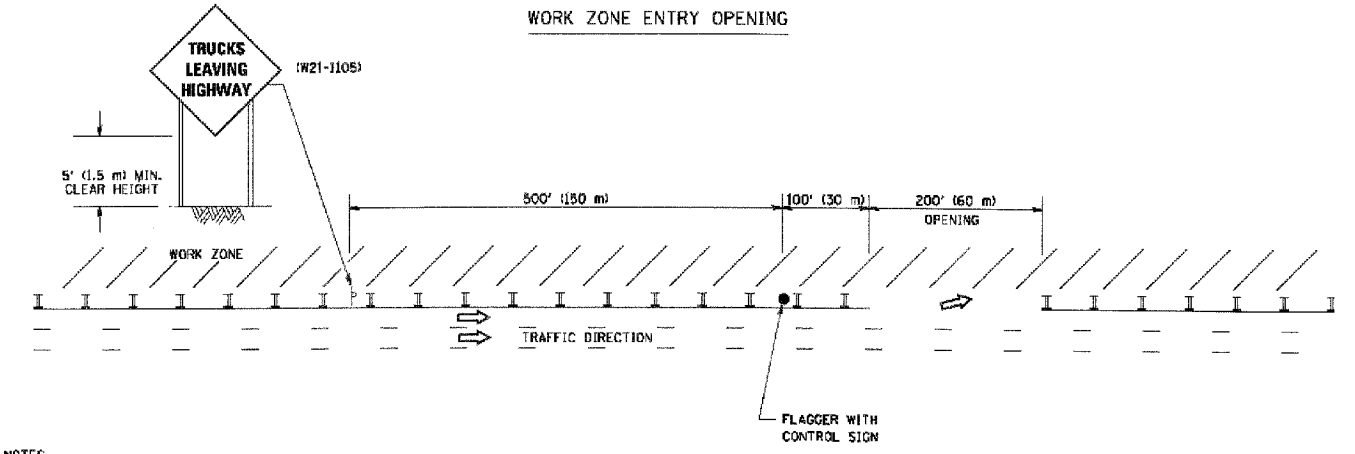 WORK ZONE ENTRY OPENING
TRUCKS
LEAVING
HIGHWAY
(W21-I105)
5' (1.5 m) MIN.
CLEAR HEIGHT
500' (150 m)
100' (30 m)
200' (60 m)
OPENING
WORK ZONE
TRAFFIC DIRECTION
FLAGGER WITH
CONTROL SIGN
NOTES